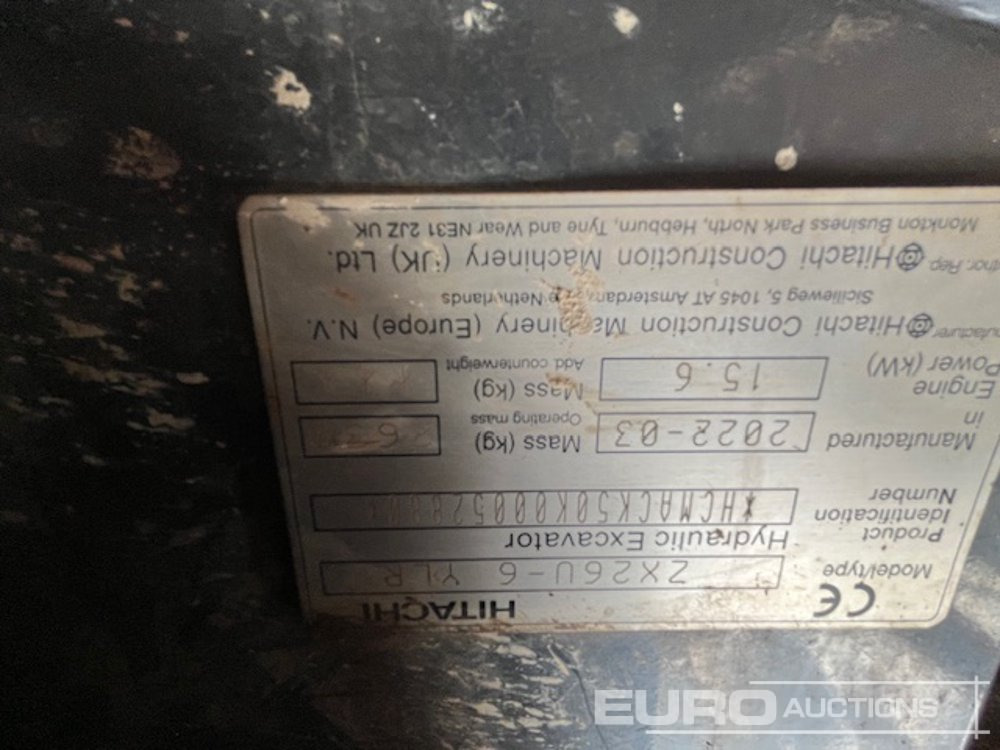 HITACHI
CE
Model/type ZX26U-6 YLR
Hydraulic Excavator
Product Identification Number
Manufactured in 2022-03 Mass (kg) Operating mass
Engine Power (kW) 15.6 Mass (kg) Add. counterweight
Hitachi Construction Machinery (Europe) N.V.
Sicilieweg 5, 1045 AT Amsterdam, Netherlands
Hitachi Construction Machinery (UK) Ltd.
Monkton Business Park North, Hebburn, Tyne and Wear NE31 2JZ UK
EURO AUCTIONS